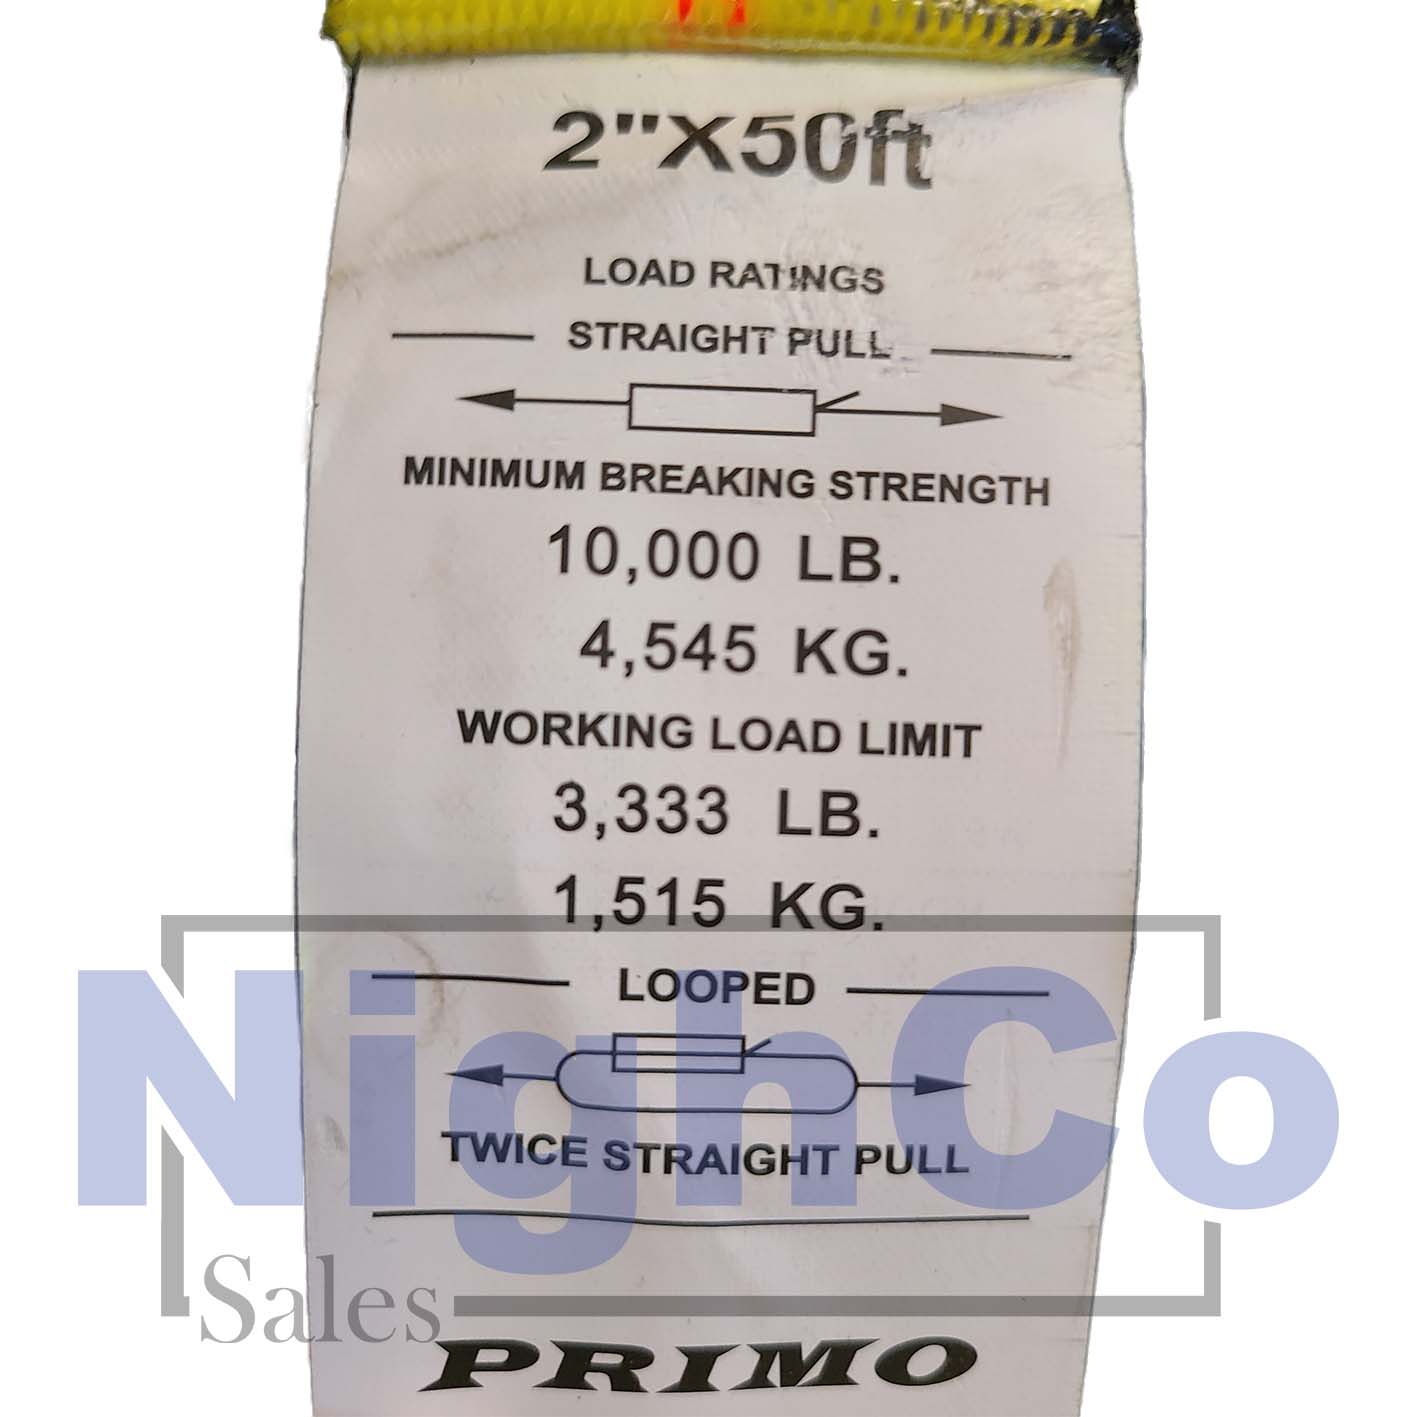 2"X50ft
LOAD RATINGS
STRAIGHT PULL
MINIMUM BREAKING STRENGTH
10,000 LB.
4,545 KG.
WORKING LOAD LIMIT
3,333 LB.
1,515 KG.
LOOPED
NighCo
TWICE STRAIGHT PULL
Sales
PRIMO